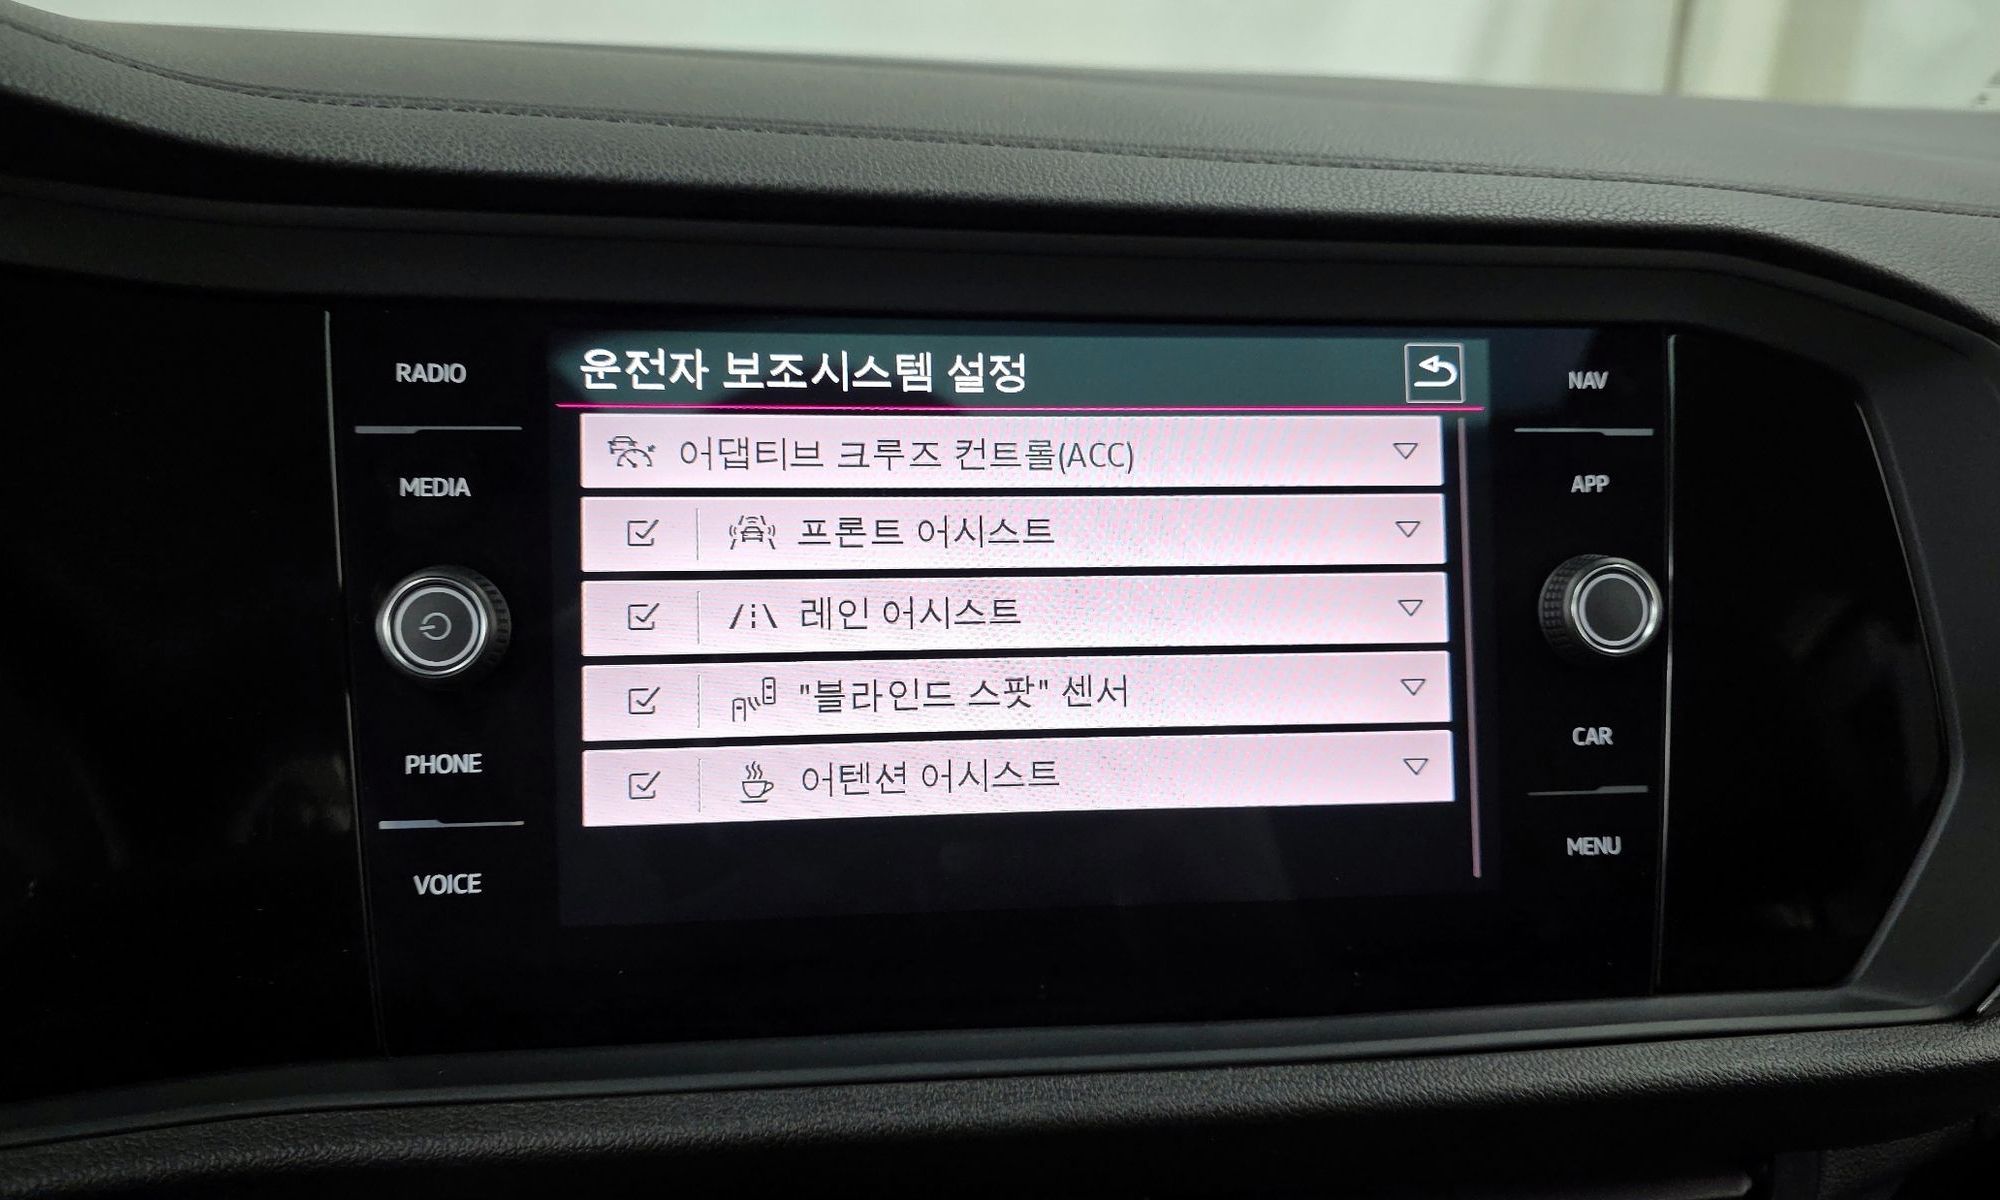 RADIO
MEDIA
PHONE
VOICE
운전자 보조시스템 설정
어댑티브 크루즈 컨트롤(ACC)
프론트 어시스트
레인 어시스트
"블라인드 스팟" 센서
어텐션 어시스트
NAV
APP
CAR
MENU